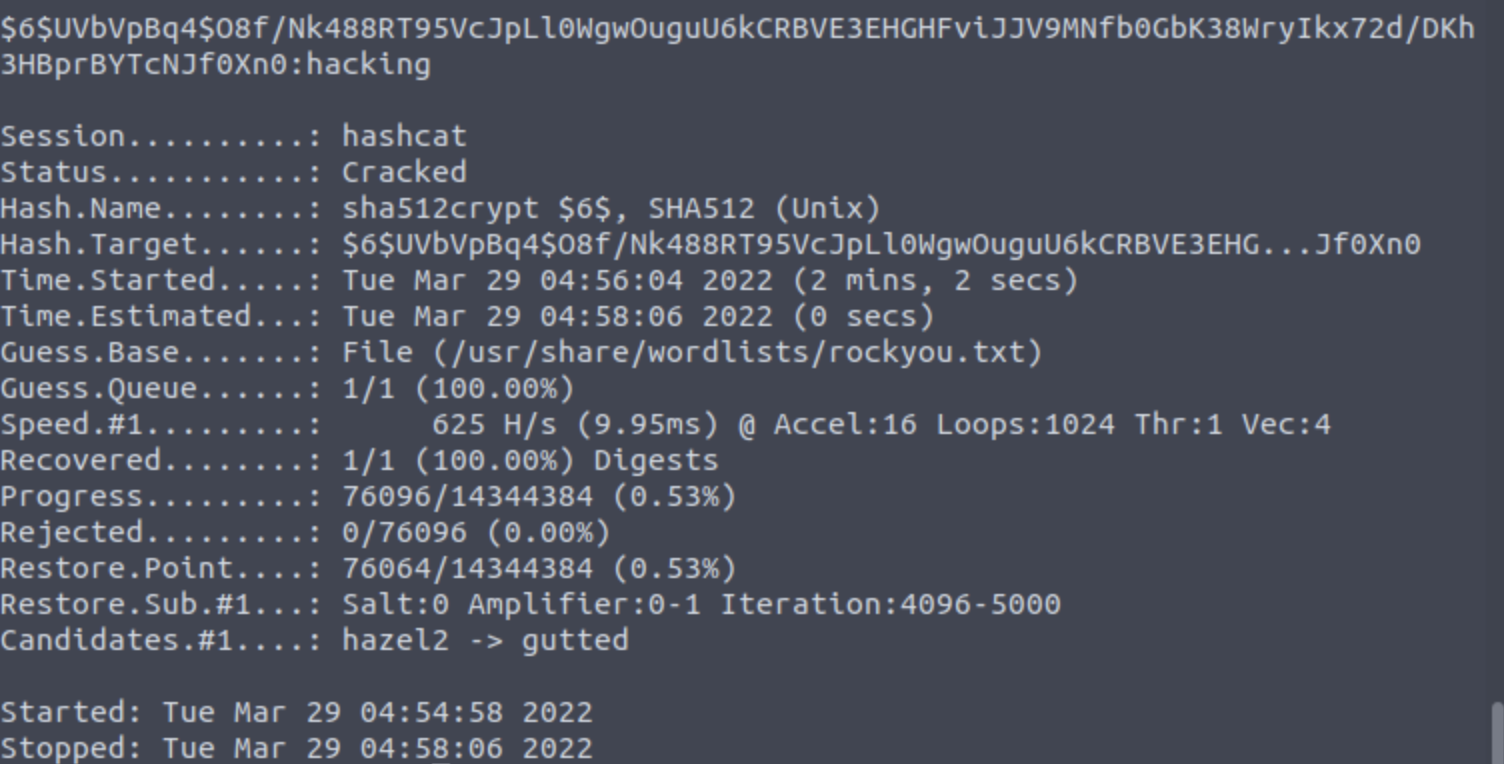 $6$UVbVpBq4$O8f/Nk488RT95VcJpLl0WgwOuguU6kCRBVE3EHGHFviJJV9MNfb0GbK38WryIkx72d/DKh
3HBprBYTcNJf0Xn0:hacking
Session..........: hashcat
Status...........: Cracked
Hash.Name........: sha512crypt $6$, SHA512 (Unix)
Hash.Target......: $6$UVbVpBq4$O8f/Nk488RT95VcJpLl0WgwOuguU6kCRBVE3EHG...Jf0Xn0
Time.Started.....: Tue Mar 29 04:56:04 2022 (2 mins, 2 secs)
Time.Estimated...: Tue Mar 29 04:58:06 2022 (0 secs)
Guess.Base.......: File (/usr/share/wordlists/rockyou.txt)
Guess.Queue......: 1/1 (100.00%)
Speed.#1.........:      625 H/s (9.95ms) @ Accel:16 Loops:1024 Thr:1 Vec:4
Recovered........: 1/1 (100.00%) Digests
Progress.........: 76096/14344384 (0.53%)
Rejected.........: 0/76096 (0.00%)
Restore.Point....: 76064/14344384 (0.53%)
Restore.Sub.#1...: Salt:0 Amplifier:0-1 Iteration:4096-5000
Candidates.#1....: hazel2 -> gutted
Started: Tue Mar 29 04:54:58 2022
Stopped: Tue Mar 29 04:58:06 2022